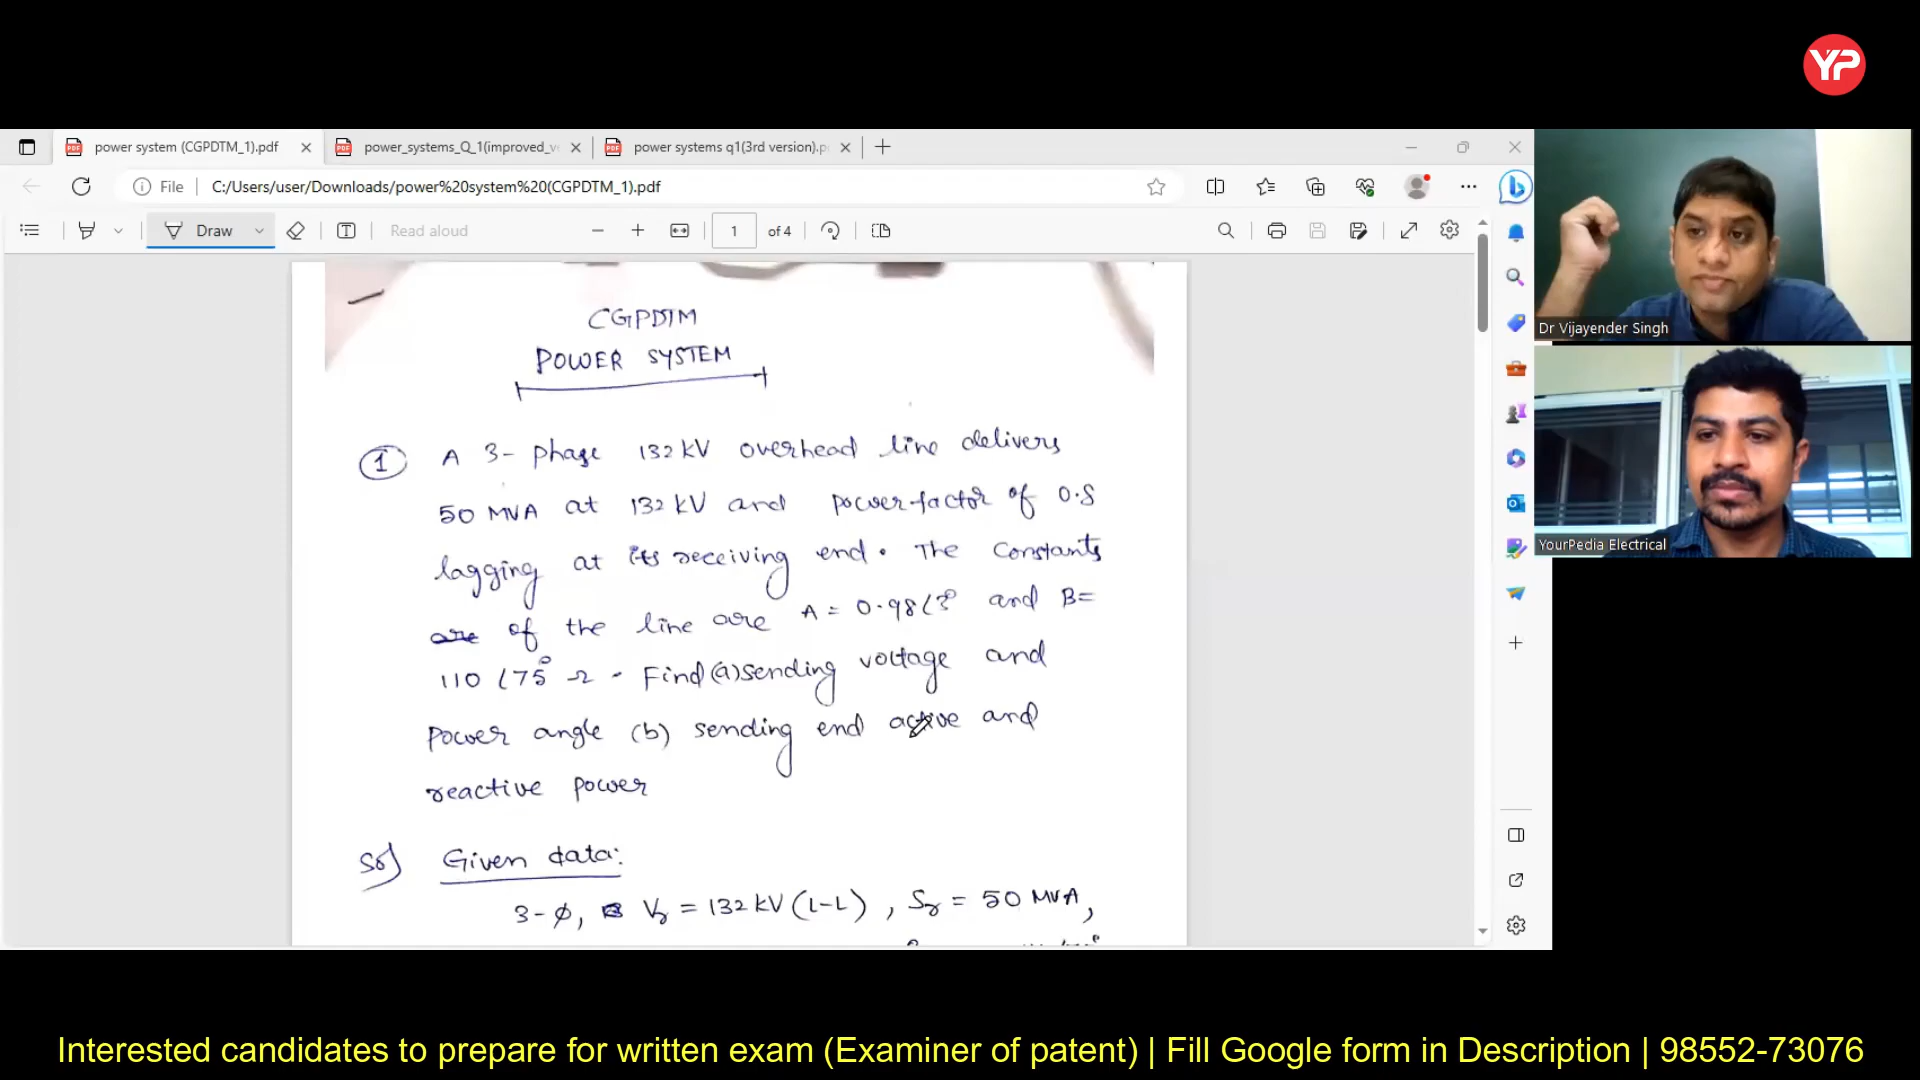 YP
power system (CGPDTM_1).pdf
power_systems_Q_1(improved_v
power systems q1(3rd version).p
File
C:/Users/user/Downloads/power%20system%20(CGPDTM_1).pdf
Draw
Read aloud
1
of 4
CGPDTM
POWER SYSTEM
1 A 3- phase 132 kV overhead line delivers
50 MVA at 132 kV and power factor of 0.8
lagging at its receiving end. The constants
are of the line are A = 0.98∠3° and B=
110 ∠75° Ω. Find (a) sending voltage and
power angle (b) sending end active and
reactive power
Sol) Given data:
3-φ, Vr = 132 kV (L-L), Sr = 50 MVA,
Dr Vijayender Singh
YourPedia Electrical
Interested candidates to prepare for written exam (Examiner of patent) | Fill Google form in Description | 98552-73076